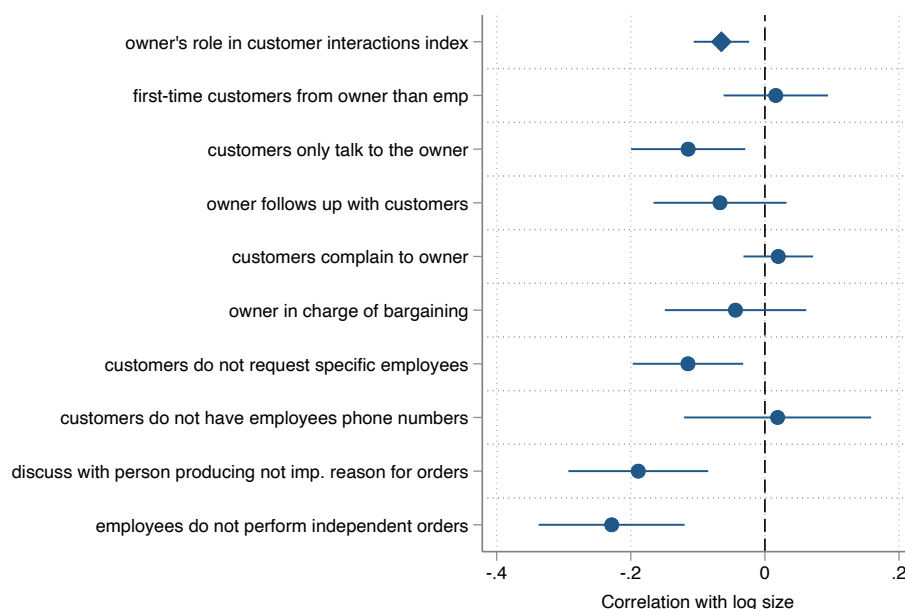 owner's role in customer interactions index
first-time customers from owner than emp
customers only talk to the owner
owner follows up with customers
customers complain to owner
owner in charge of bargaining
customers do not request specific employees
customers do not have employees phone numbers
discuss with person producing not imp. reason for orders
employees do not perform independent orders
-.4 -.2 0 .2
Correlation with log size